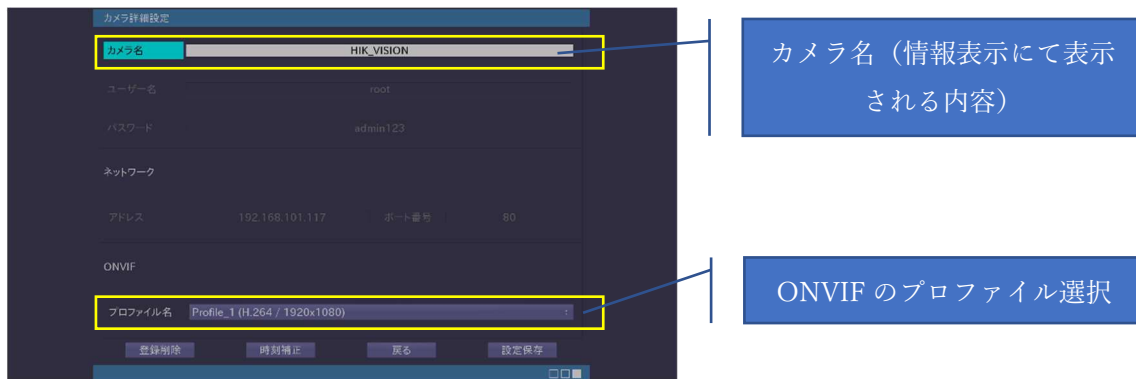 カメラ詳細設定
カメラ名 HIK_VISION
ユーザー名 root
パスワード admin123
ネットワーク
アドレス 192.168.101.117 ポート番号 80
ONVIF
プロファイル名 Profile_1 (H.264 / 1920x1080)
登録削除 時刻補正 戻る 設定保存
カメラ名（情報表示にて表示
される内容）
ONVIF のプロファイル選択